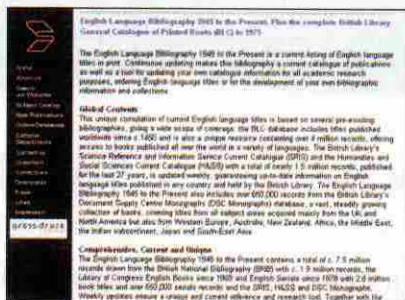 English Language Bibliography 1945 to the Present. Plus the complete British Library
General Catalogue of Printed Books (BLC) to 1975
The English Language Bibliography 1945 to the Present is a current listing of English language
titles in print. Continuous updating makes this bibliography a current catalogue of publications
as well as a tool for updating your own catalogue information for all academic research
purposes, ordering English language titles or for the development of your own bibliographic
information and collections.
Global Contents
This unique cumulation of current English language titles is based on several pre-existing
bibliographies, giving a wide scope of coverage: the BLC database includes titles published
worldwide since c.1450 and is also a unique resource containing over 4 million records, offering
access to books published all over the world in a variety of languages. The British Library's
Science Reference and Information Service Current Catalogue (SRIS) and the Humanities and
Social Sciences Current Catalogue (HASS) with a total of nearly 1.5 million records, published
for the last 27 years, is updated weekly, guaranteeing up-to-date information on English
language titles published in any country and held by the British Library. The English Language
Bibliography 1945 to the Present also includes over 660,000 records from the British Library's
Document Supply Centre Monographs (DSC Monographs) database, a vast, steadily growing
collection of books, covering titles from all subject areas acquired mainly from the UK and
North America but also from Western Europe, Australia, New Zealand, Africa, the Middle East,
the Indian subcontinent, Japan and South-East Asia.
Comprehensive, Current and Unique
The English Language Bibliography 1945 to the Present contains a total of c. 7.5 million
records drawn from the British National Bibliography (BNB) with c. 1.9 million records, the
Library of Congress English Books since 1968 and English Serials since 1978 with 2.8 million
book titles and over 650,000 serials records and the SRIS, HASS and DSC Monographs.
Weekly updates ensure a unique and current reference and research tool. Together with the